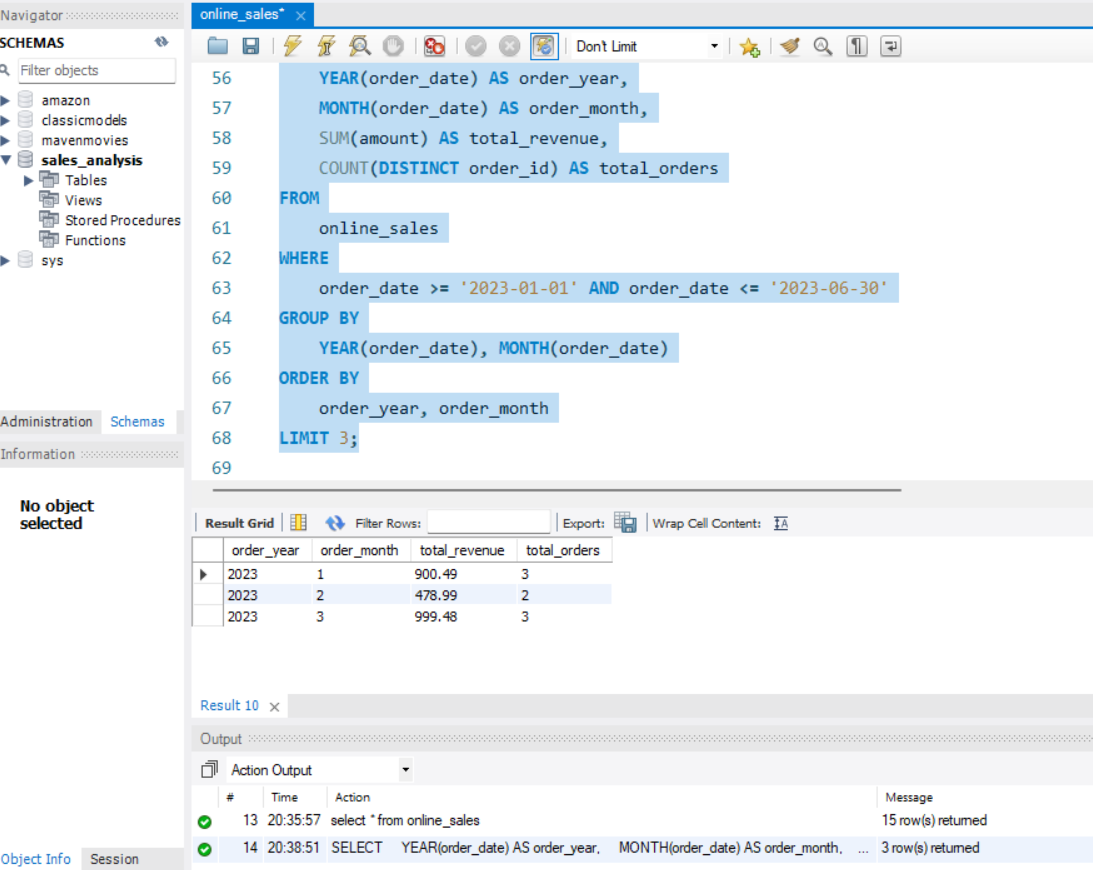 Navigator
online_sales*
SCHEMAS
Don't Limit
Filter objects
amazon
classicmodels
mavenmovies
sales_analysis
Tables
Views
Stored Procedures
Functions
sys
56 YEAR(order_date) AS order_year,
57 MONTH(order_date) AS order_month,
58 SUM(amount) AS total_revenue,
59 COUNT(DISTINCT order_id) AS total_orders
60 FROM
61 online_sales
62 WHERE
63 order_date >= '2023-01-01' AND order_date <= '2023-06-30'
64 GROUP BY
65 YEAR(order_date), MONTH(order_date)
66 ORDER BY
67 order_year, order_month
68 LIMIT 3;
69
Administration Schemas
Information
No object
selected
Result Grid Filter Rows: Export: Wrap Cell Content:
order_year order_month total_revenue total_orders
2023 1 900.49 3
2023 2 478.99 2
2023 3 999.48 3
Result 10
Output
Action Output
# Time Action Message
13 20:35:57 select * from online_sales 15 row(s) returned
14 20:38:51 SELECT YEAR(order_date) AS order_year, MONTH(order_date) AS order_month, ... 3 row(s) returned
Object Info Session